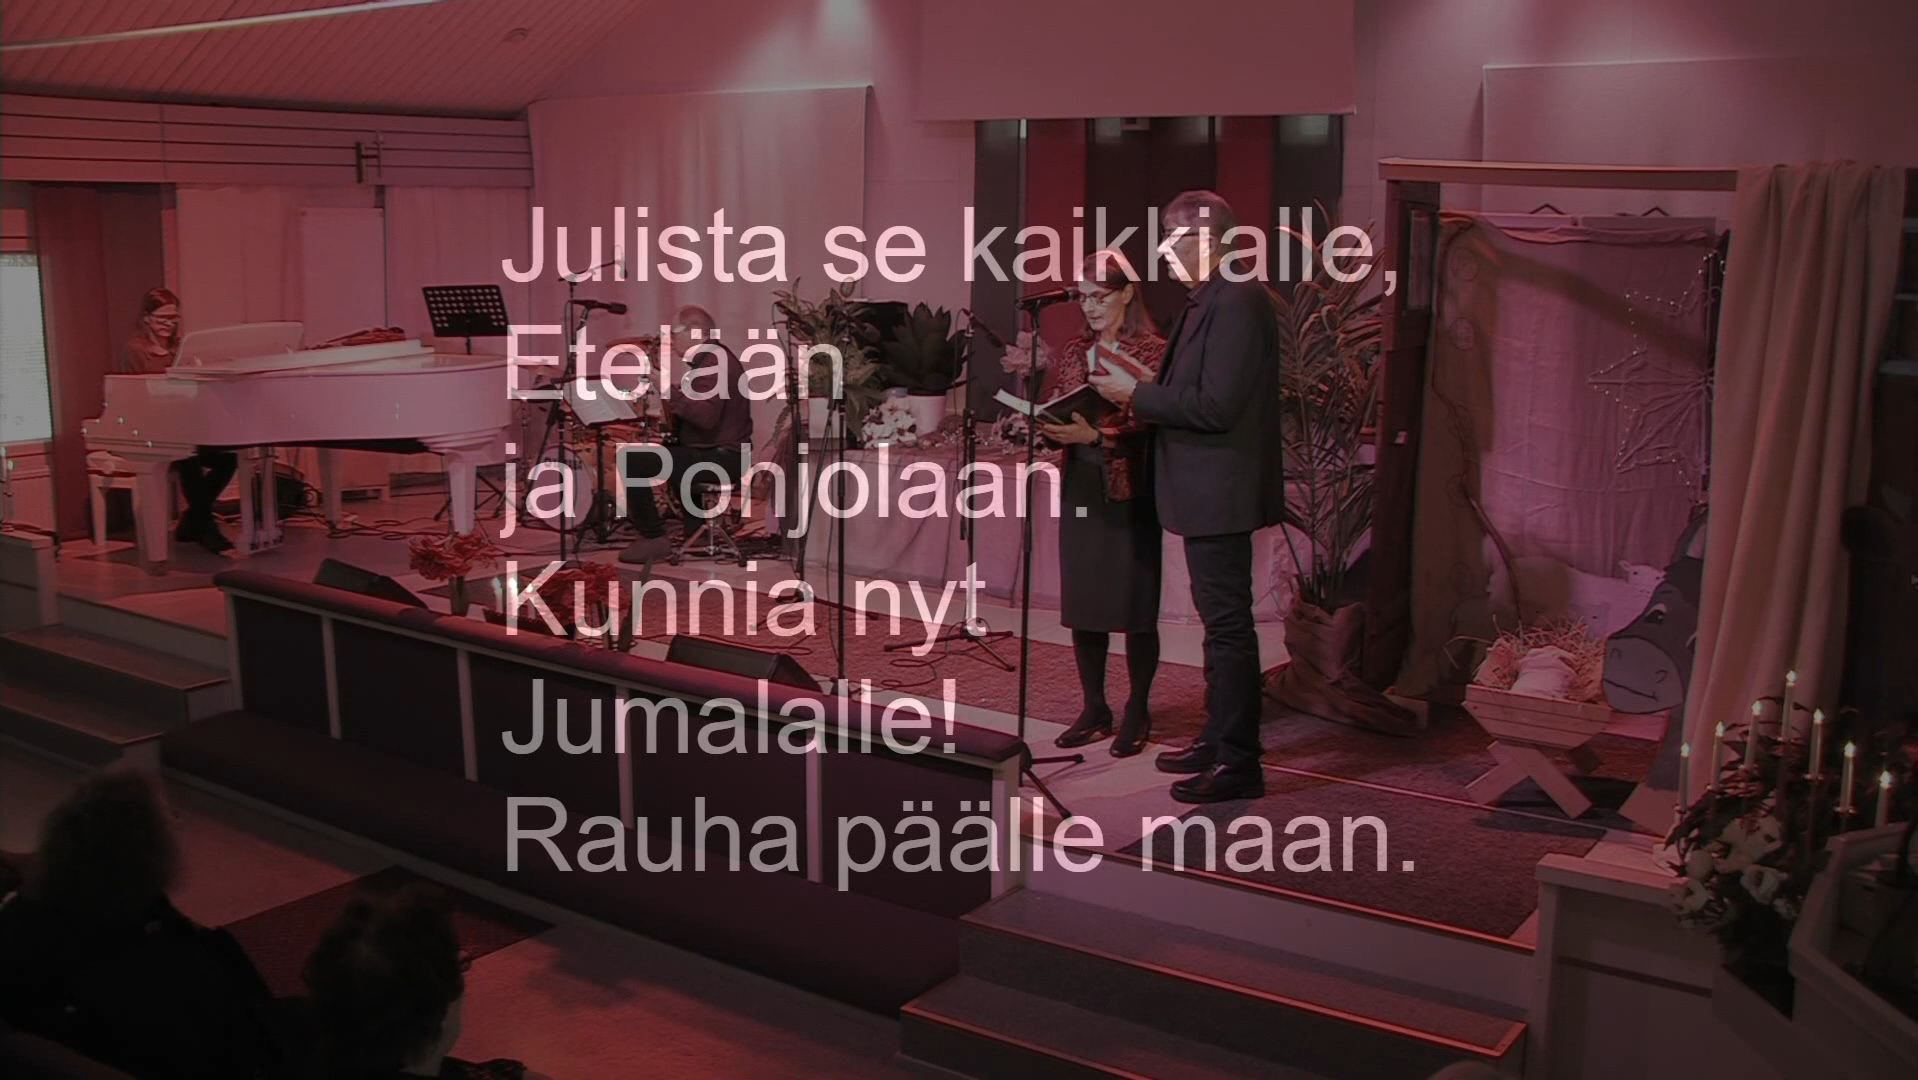 Julista se kaikkialle,
Etelään
ja Pohjolaan.
Kunnia nyt
Jumalalle!
Rauha päälle maan.